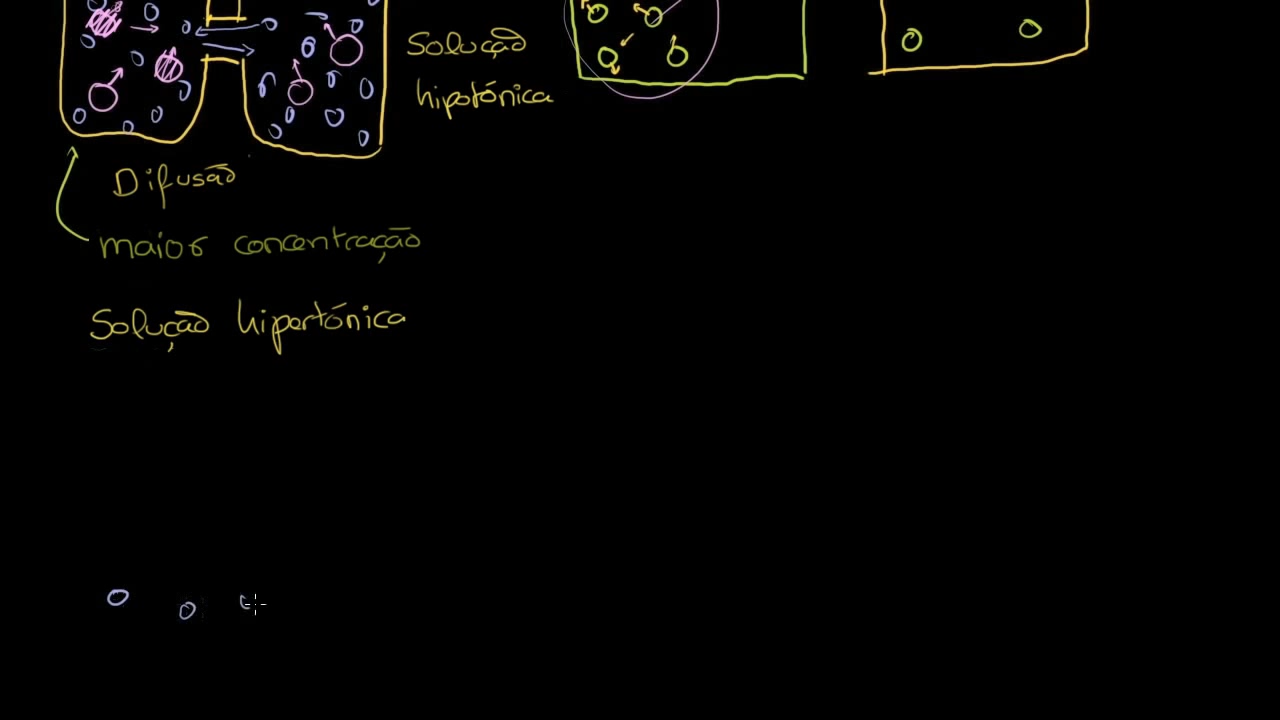 Solução
hipotónica
Difusão
maior concentração
Solução hipertónica